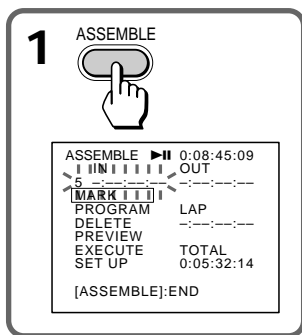 1 ASSEMBLE
ASSEMBLE ►II 0:08:45:09
IN OUT
5 –:––:––:–– –:––:––:––
MARK
PROGRAM LAP
DELETE –:––:––:––
PREVIEW
EXECUTE TOTAL
SET UP 0:05:32:14
[ASSEMBLE]:END